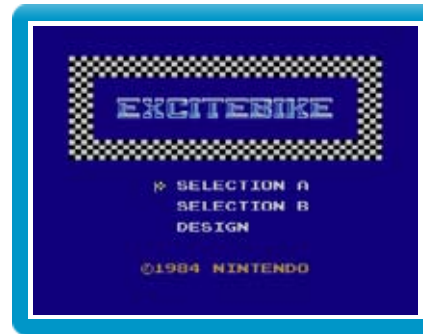 EXCITEBIKE
SELECTION A
SELECTION B
DESIGN
©1984 NINTENDO